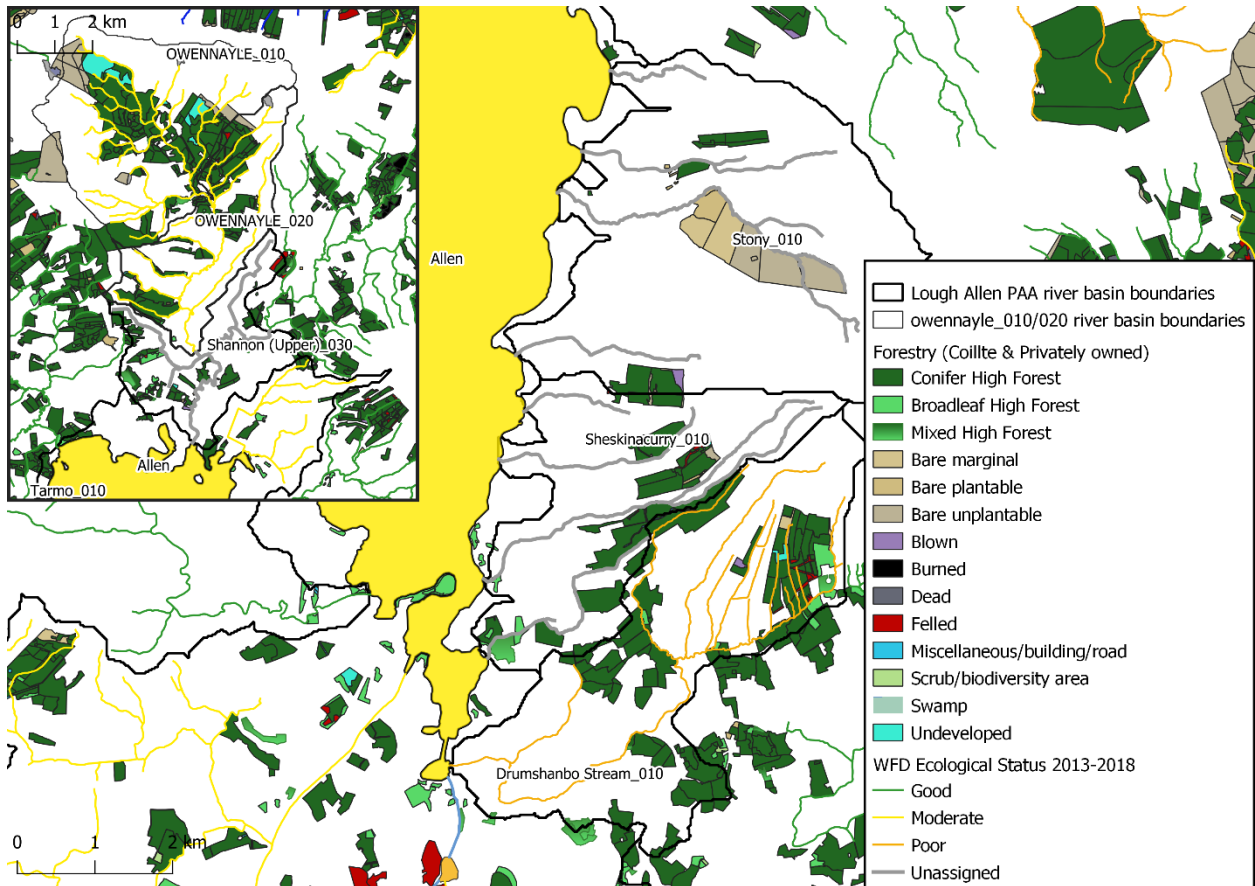 0 1 2 km
OWENNAYLE_010
OWENNAYLE_020
Shannon (Upper)_030
Allen
Tarmo_010
Allen
Stony_010
Sheskinacurry_010
Drumshanbo Stream_010
0 1 2 km
Lough Allen PAA river basin boundaries
owennayle_010/020 river basin boundaries
Forestry (Coillte & Privately owned)
Conifer High Forest
Broadleaf High Forest
Mixed High Forest
Bare marginal
Bare plantable
Bare unplantable
Blown
Burned
Dead
Felled
Miscellaneous/building/road
Scrub/biodiversity area
Swamp
Undeveloped
WFD Ecological Status 2013-2018
Good
Moderate
Poor
Unassigned